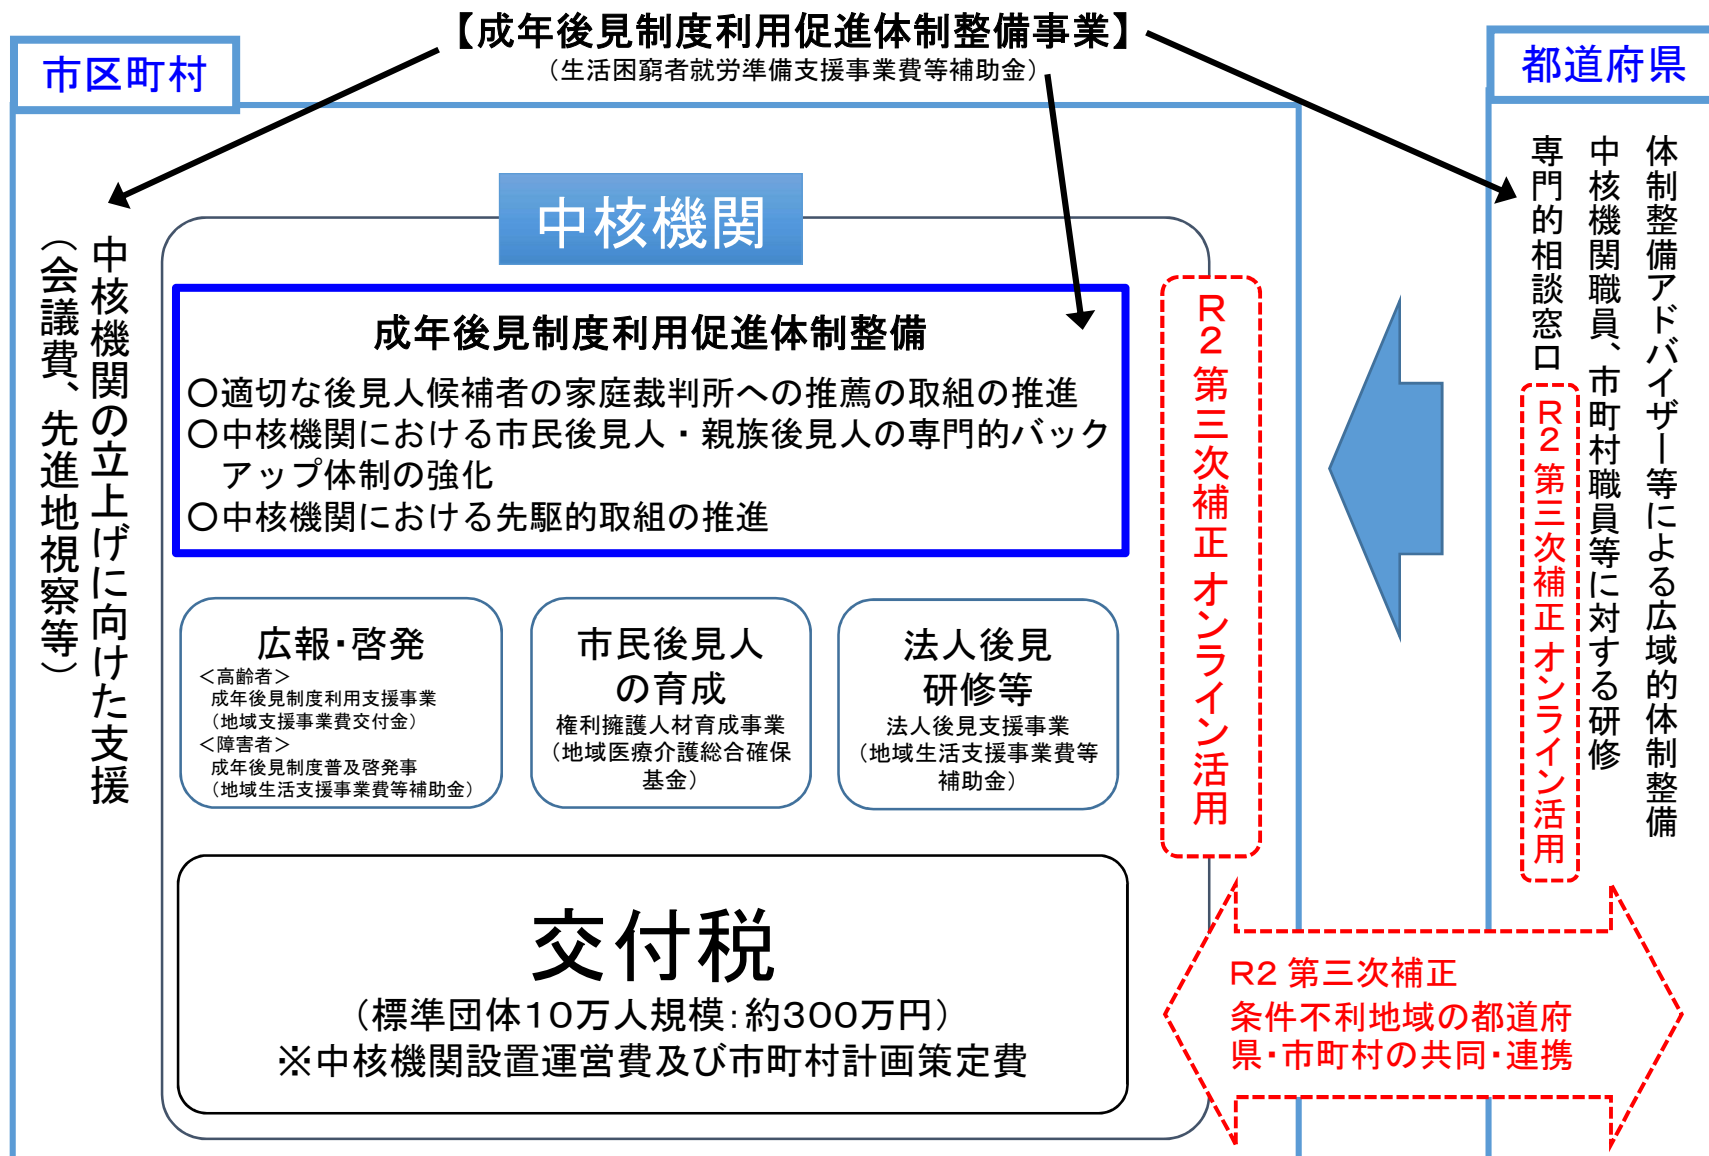 【成年後見制度利用促進体制整備事業】
（生活困窮者就労準備支援事業費等補助金）
市区町村
都道府県
中核機関の立上げに向けた支援
（会議費、先進地視察等）
中核機関
成年後見制度利用促進体制整備
○適切な後見人候補者の家庭裁判所への推薦の取組の推進
○中核機関における市民後見人・親族後見人の専門的バック
アップ体制の強化
○中核機関における先駆的取組の推進
広報・啓発
＜高齢者＞
成年後見制度利用支援事業
（地域支援事業費交付金）
＜障害者＞
成年後見制度普及啓発事
（地域生活支援事業費等補助金）
市民後見人
の育成
権利擁護人材育成事業
（地域医療介護総合確保
基金）
法人後見
研修等
法人後見支援事業
（地域生活支援事業費等
補助金）
交付税
（標準団体10万人規模：約300万円）
※中核機関設置運営費及び市町村計画策定費
R2 第三次補正 オンライン活用
体制整備アドバイザー等による広域的体制整備
中核機関職員、市町村職員等に対する研修
専門的相談窓口
R2 第三次補正 オンライン活用
R2 第三次補正
条件不利地域の都道府
県・市町村の共同・連携